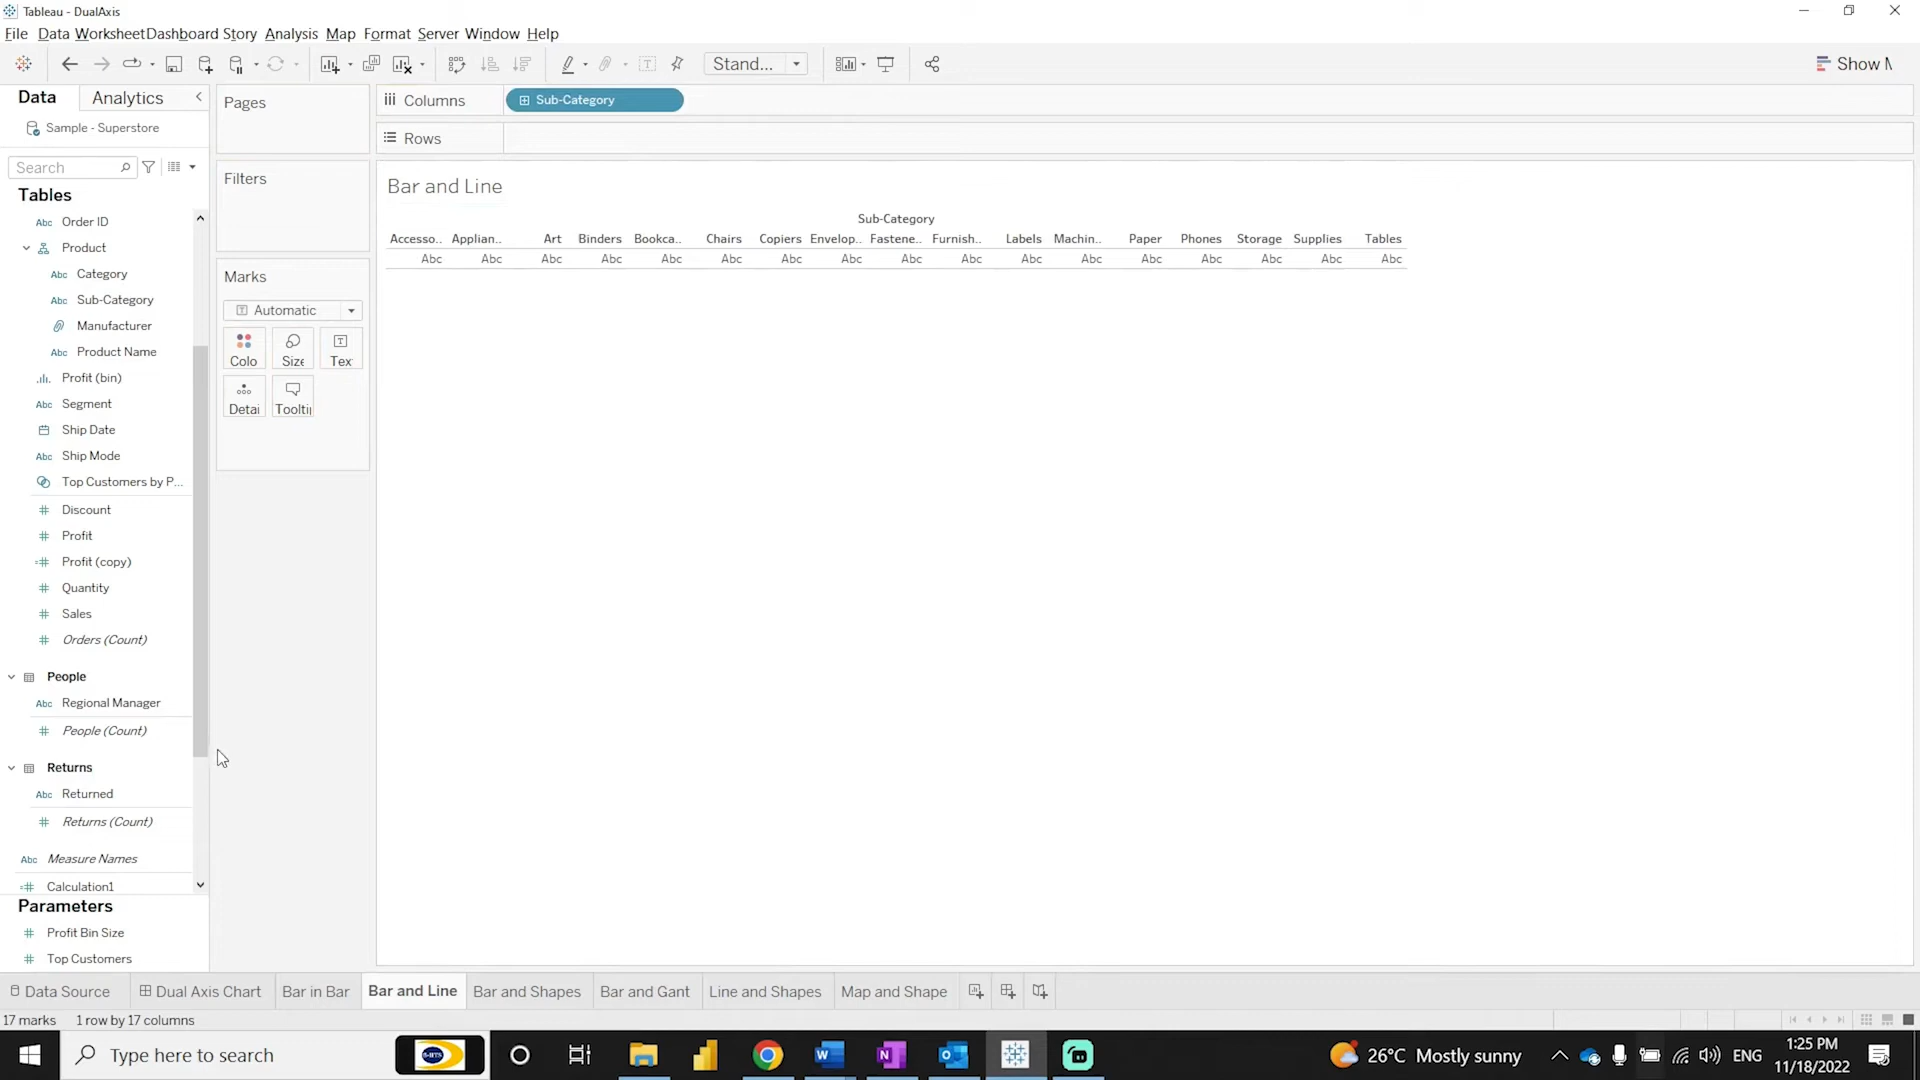 Tableau - DualAxis
File Data Worksheet Dashboard Story Analysis Map Format Server Window Help
Stand...
Show M
Data Analytics
Sample - Superstore
Search
Tables
Order ID
Product
Category
Sub-Category
Manufacturer
Product Name
Profit (bin)
Segment
Ship Date
Ship Mode
Top Customers by P...
Discount
Profit
Profit (copy)
Quantity
Sales
Orders (Count)
People
Regional Manager
People (Count)
Returns
Returned
Returns (Count)
Measure Names
Calculation1
Parameters
Profit Bin Size
Top Customers
Pages
Filters
Marks
Automatic
Colo Size Tex
Detai Toolti
Columns Sub-Category
Rows
Bar and Line
Sub-Category
Accesso.. Applian.. Art Binders Bookca.. Chairs Copiers Envelop.. Fastene.. Furnish.. Labels Machin.. Paper Phones Storage Supplies Tables
Abc Abc Abc Abc Abc Abc Abc Abc Abc Abc Abc Abc Abc Abc Abc Abc Abc
Data Source Dual Axis Chart Bar in Bar Bar and Line Bar and Shapes Bar and Gant Line and Shapes Map and Shape
17 marks 1 row by 17 columns
Type here to search
26°C Mostly sunny
ENG
1:25 PM
11/18/2022